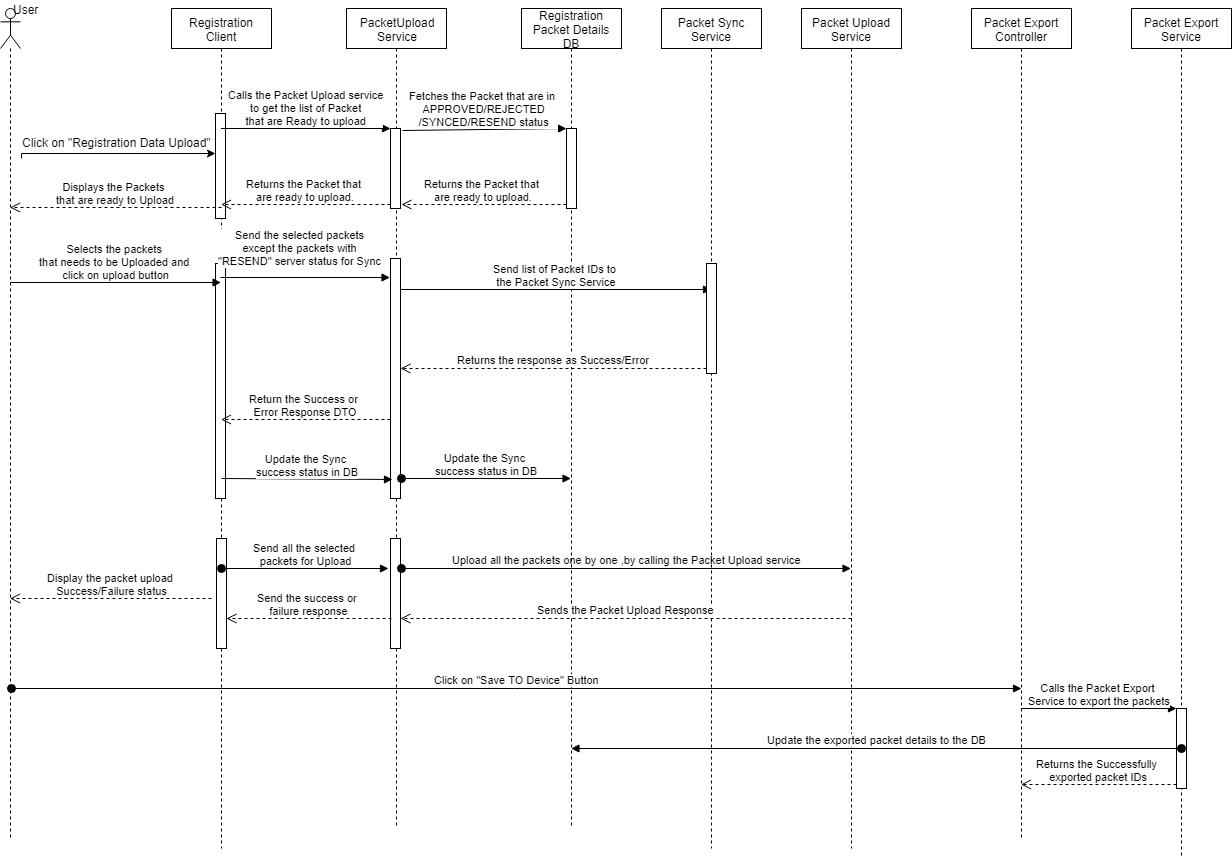 User
Registration
Client
PacketUpload
Service
Registration
Packet Details
DB
Packet Sync
Service
Packet Upload
Service
Packet Export
Controller
Packet Export
Service
Calls the Packet Upload service
to get the list of Packet
that are Ready to upload
Fetches the Packet that are in
APPROVED/REJECTED
/SYNCED/RESEND status
Click on "Registration Data Upload"
Displays the Packets
that are ready to Upload
Returns the Packet that
are ready to upload.
Returns the Packet that
are ready to upload.
Selects the packets
that needs to be Uploaded and
click on upload button
Send the selected packets
except the packets with
"RESEND" server status for Sync
Send list of Packet IDs to
the Packet Sync Service
Returns the response as Success/Error
Return the Success or
Error Response DTO
Update the Sync
success status in DB
Update the Sync
success status in DB
Send all the selected
packets for Upload
Upload all the packets one by one ,by calling the Packet Upload service
Display the packet upload
Success/Failure status
Send the success or
failure response
Sends the Packet Upload Response
Click on "Save TO Device" Button
Calls the Packet Export
Service to export the packets
Update the exported packet details to the DB
Returns the Successfully
exported packet IDs